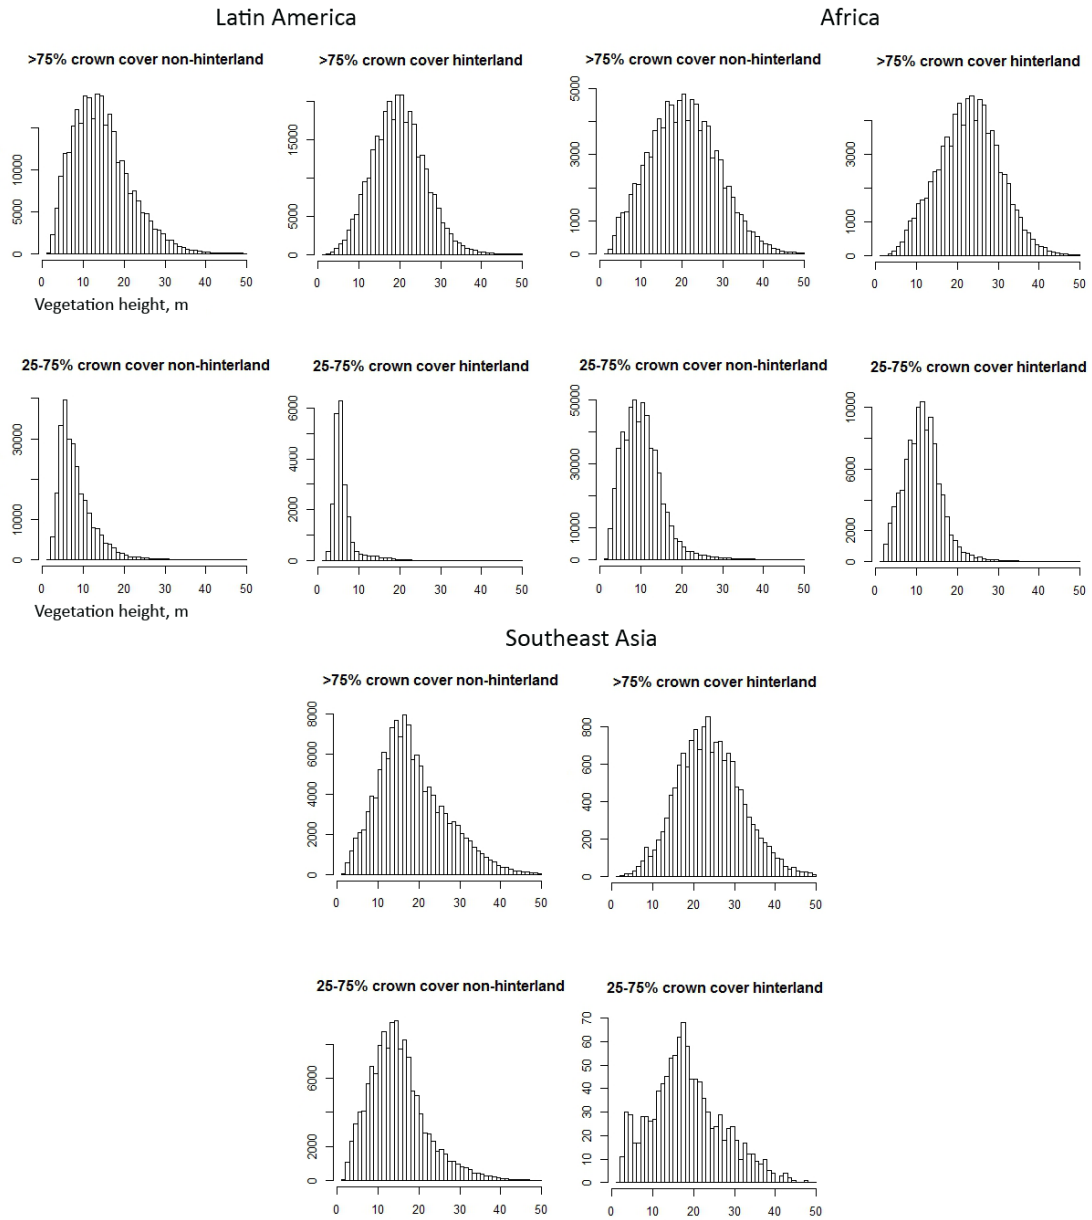 Latin America
Africa
>75% crown cover non-hinterland
>75% crown cover hinterland
>75% crown cover non-hinterland
>75% crown cover hinterland
0 5000 10000
0 10 20 30 40 50
0 5000 15000
0 10 20 30 40 50
0 1000 3000 5000
0 10 20 30 40 50
0 1000 3000
0 10 20 30 40 50
Vegetation height, m
25-75% crown cover non-hinterland
25-75% crown cover hinterland
25-75% crown cover non-hinterland
25-75% crown cover hinterland
0 10000 30000
0 10 20 30 40 50
0 2000 4000 6000
0 10 20 30 40 50
0 10000 30000 50000
0 10 20 30 40 50
0 2000 6000 10000
0 10 20 30 40 50
Vegetation height, m
Southeast Asia
>75% crown cover non-hinterland
>75% crown cover hinterland
0 2000 4000 6000 8000
0 10 20 30 40 50
0 200 400 600 800
0 10 20 30 40 50
25-75% crown cover non-hinterland
25-75% crown cover hinterland
0 2000 6000
0 10 20 30 40 50
0 10 20 30 40 50 60 70
0 10 20 30 40 50